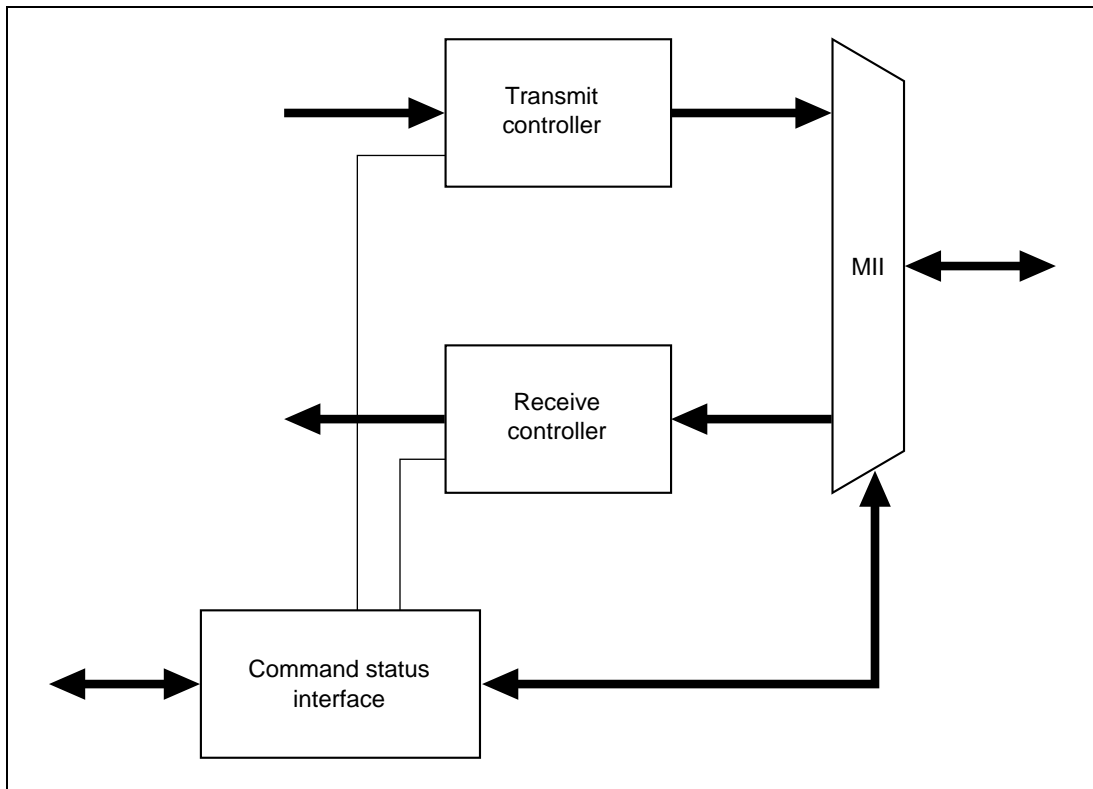 Transmit
controller
MII
Receive
controller
Command status
interface